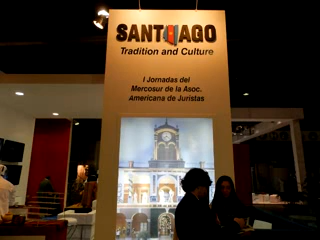 SANTIAGO
Tradition and Culture
I Jornadas del
Mercosur de la Asoc.
Americana de Juristas